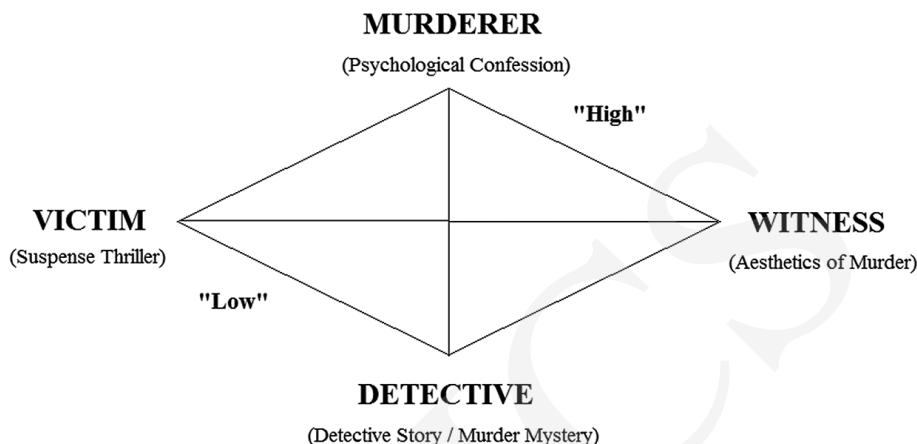 MURDERER
(Psychological Confession)
"High"
VICTIM
(Suspense Thriller)
WITNESS
(Aesthetics of Murder)
"Low"
DETECTIVE
(Detective Story / Murder Mystery)